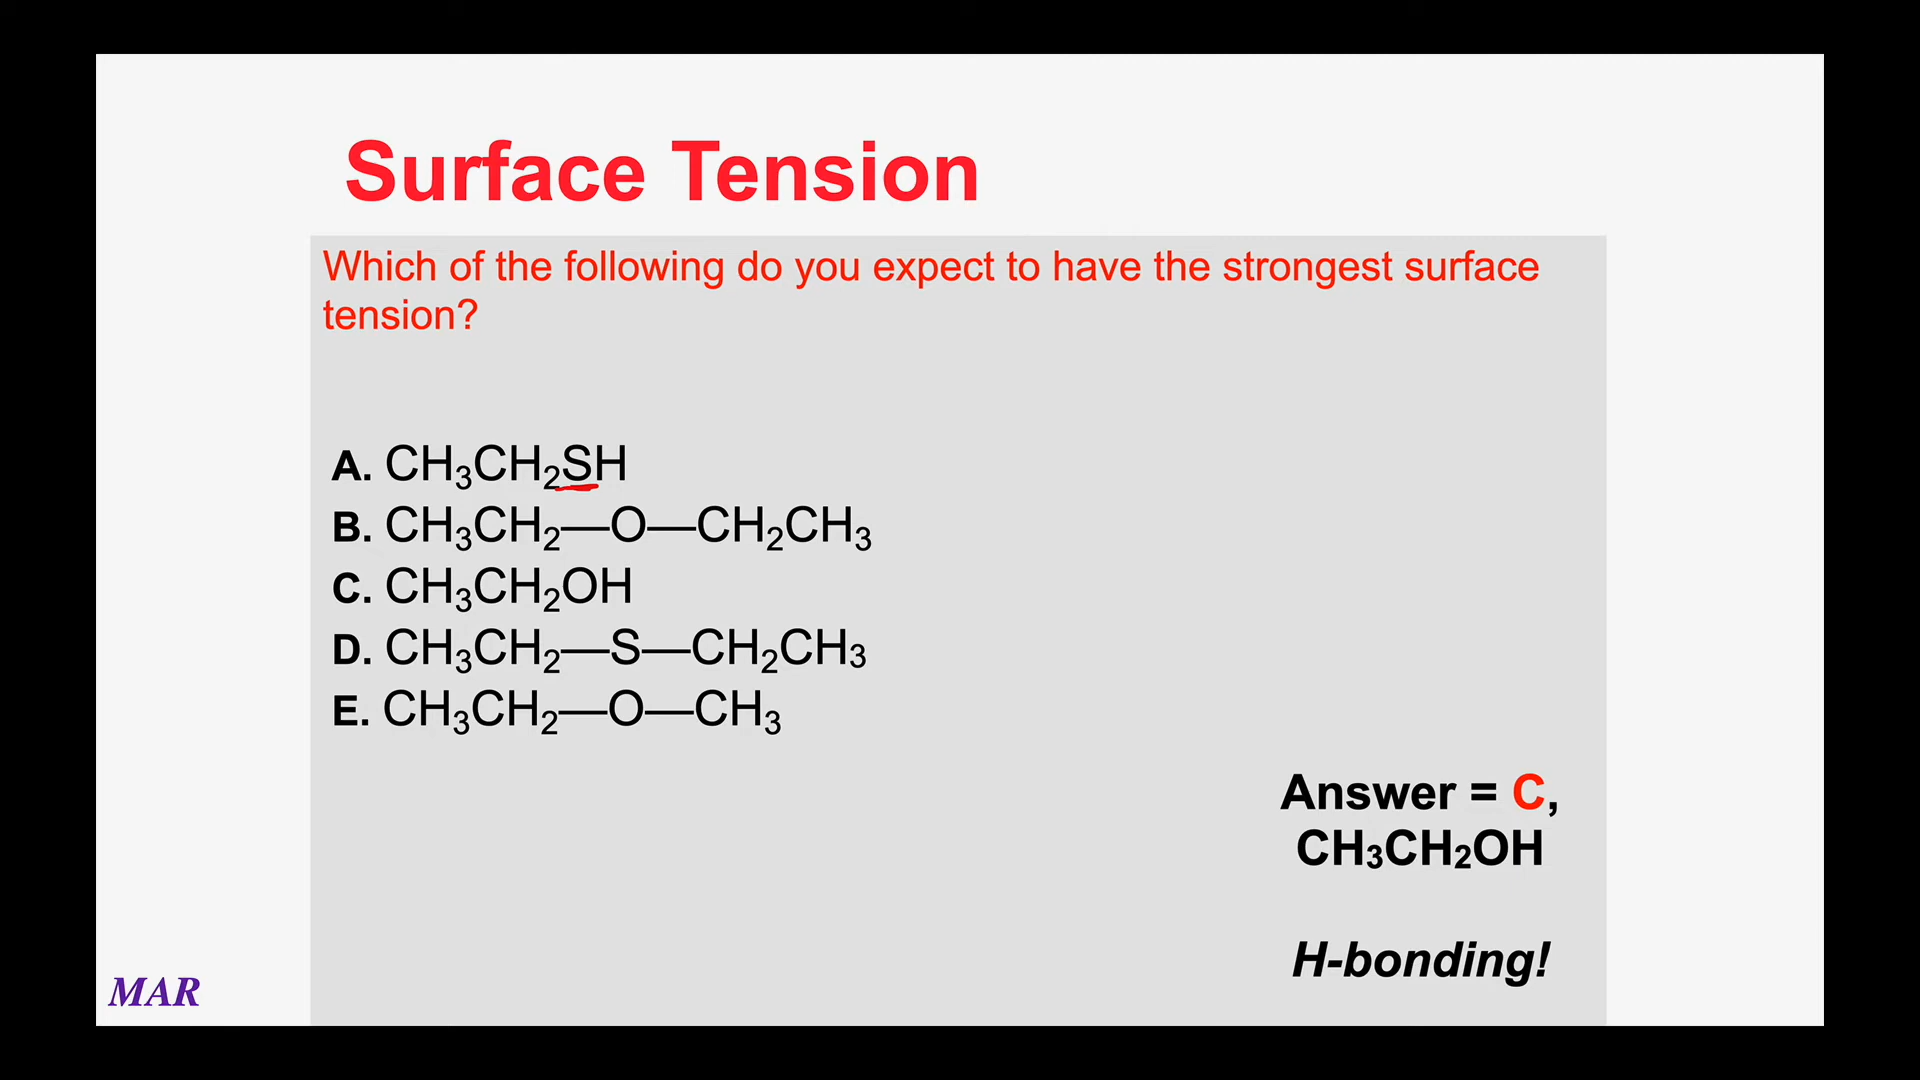 Surface Tension
Which of the following do you expect to have the strongest surface
tension?
A. CH₃CH₂SH
B. CH₃CH₂—O—CH₂CH₃
C. CH₃CH₂OH
D. CH₃CH₂—S—CH₂CH₃
E. CH₃CH₂—O—CH₃
Answer = C,
CH₃CH₂OH
H-bonding!
MAR